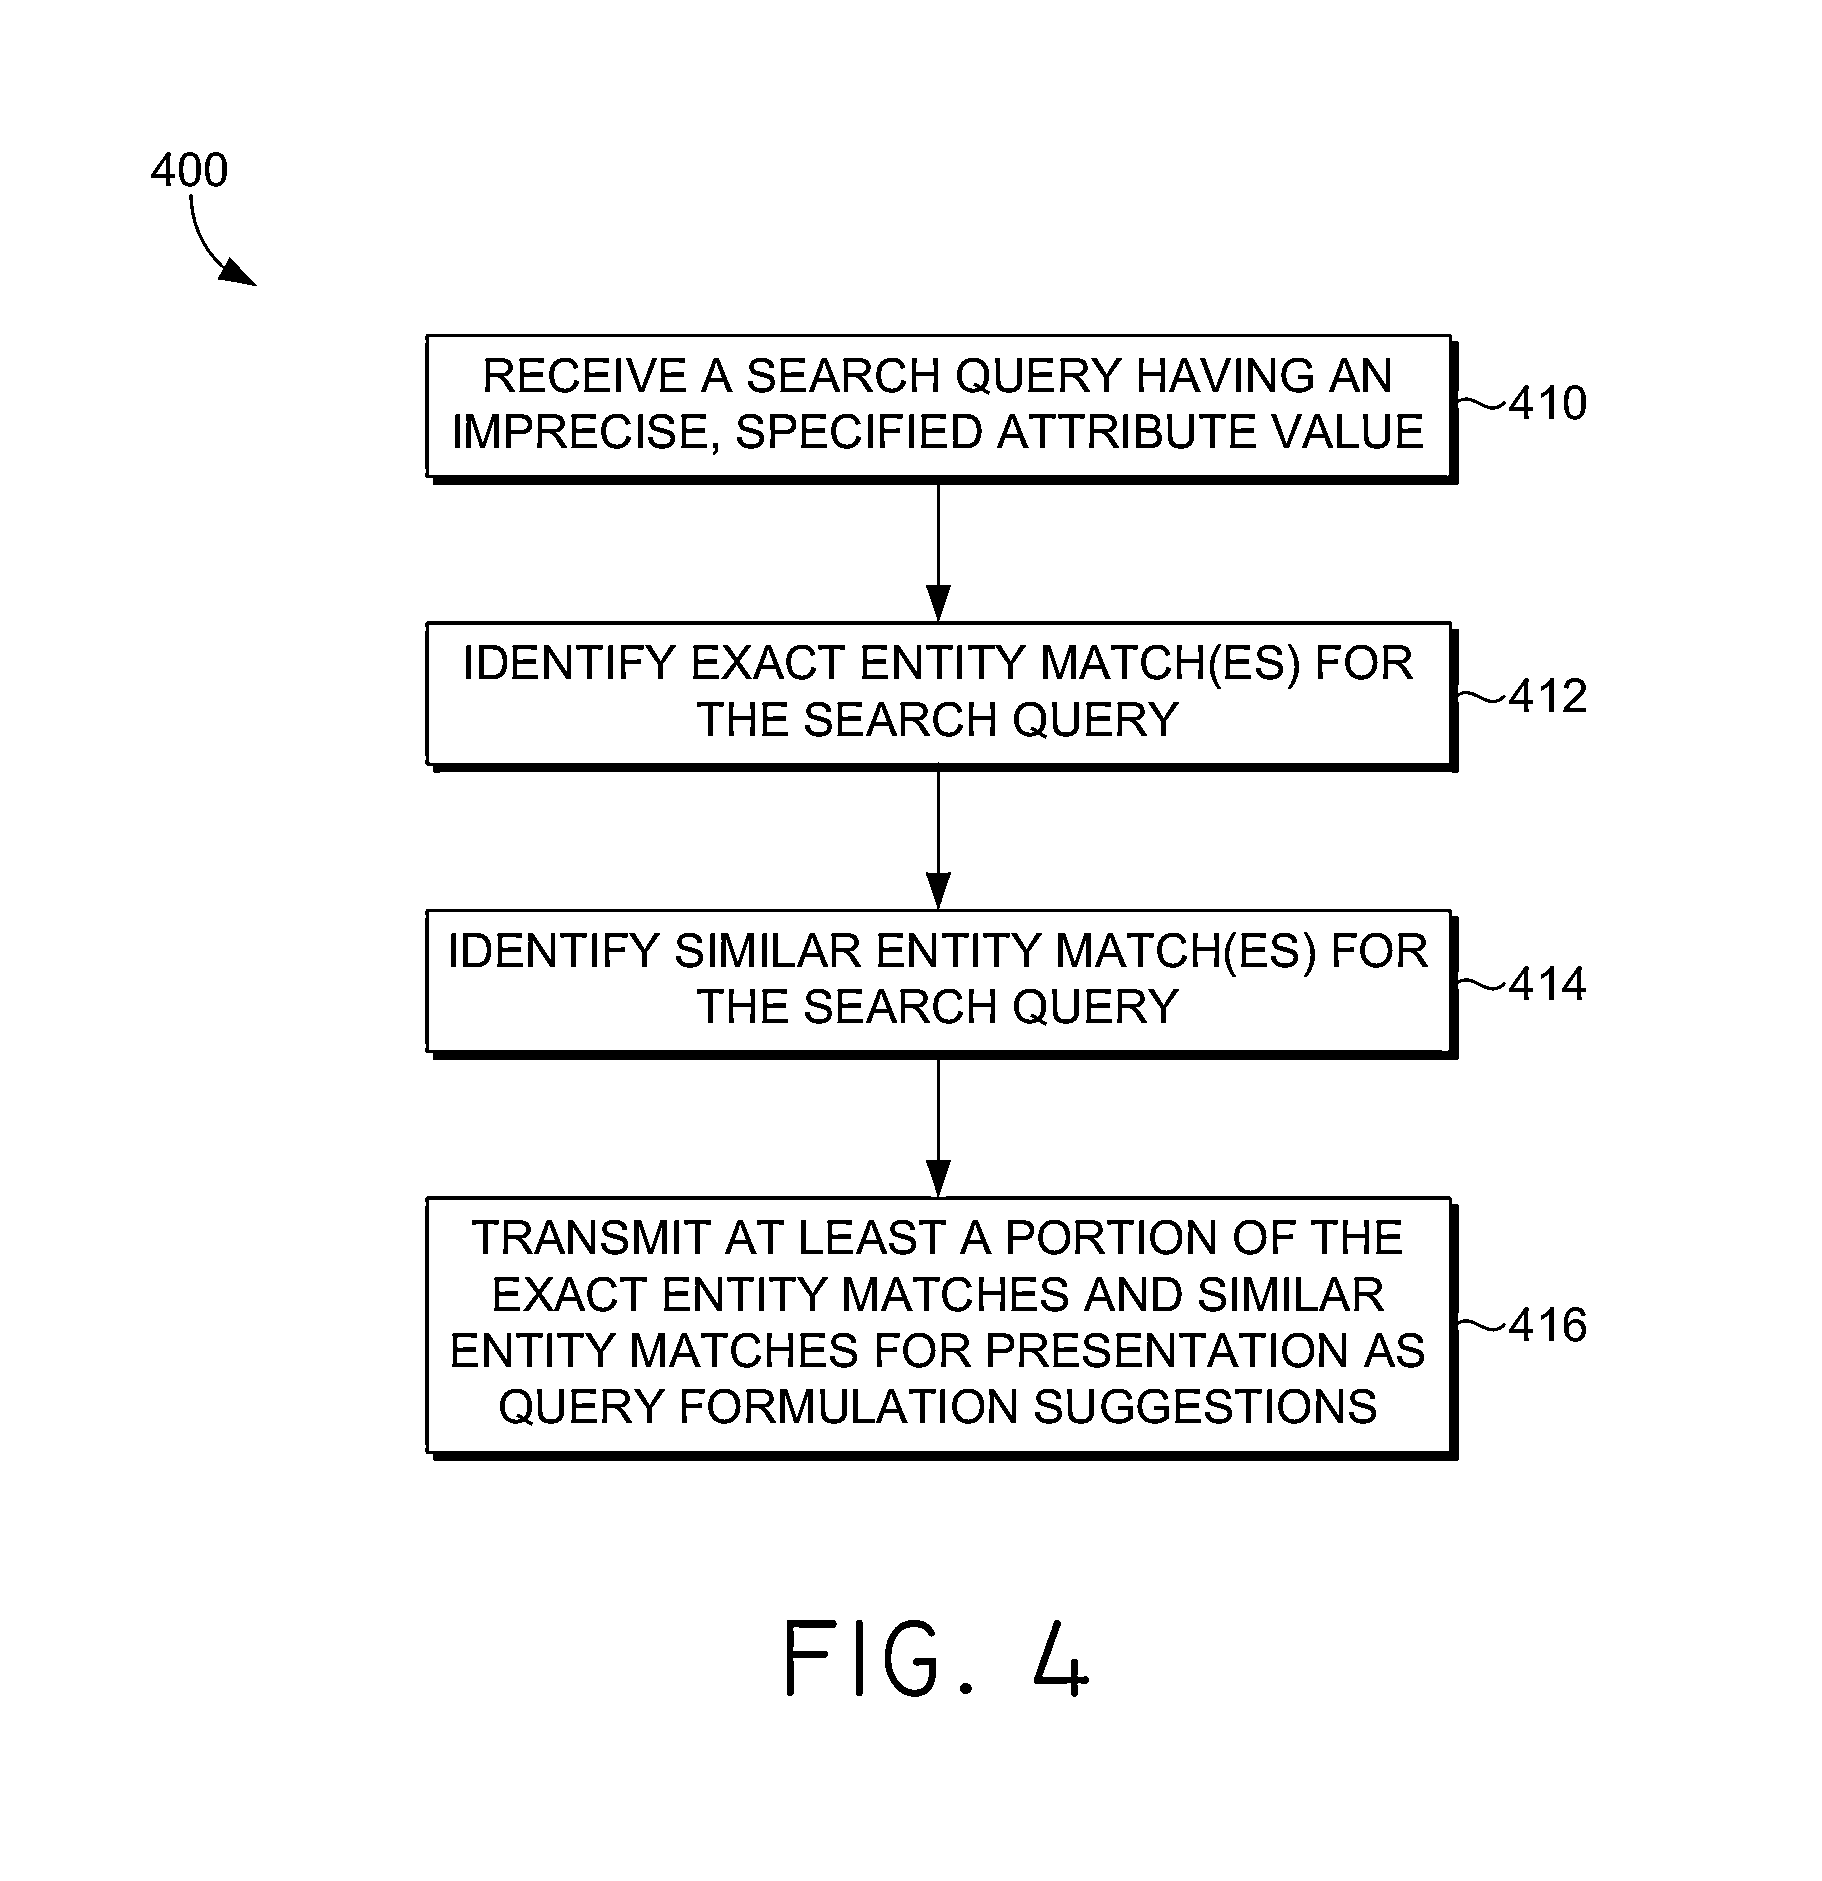 400
RECEIVE A SEARCH QUERY HAVING AN
IMPRECISE, SPECIFIED ATTRIBUTE VALUE
410
IDENTIFY EXACT ENTITY MATCH(ES) FOR
THE SEARCH QUERY
412
IDENTIFY SIMILAR ENTITY MATCH(ES) FOR
THE SEARCH QUERY
414
TRANSMIT AT LEAST A PORTION OF THE
EXACT ENTITY MATCHES AND SIMILAR
ENTITY MATCHES FOR PRESENTATION AS
QUERY FORMULATION SUGGESTIONS
416
FIG. 4